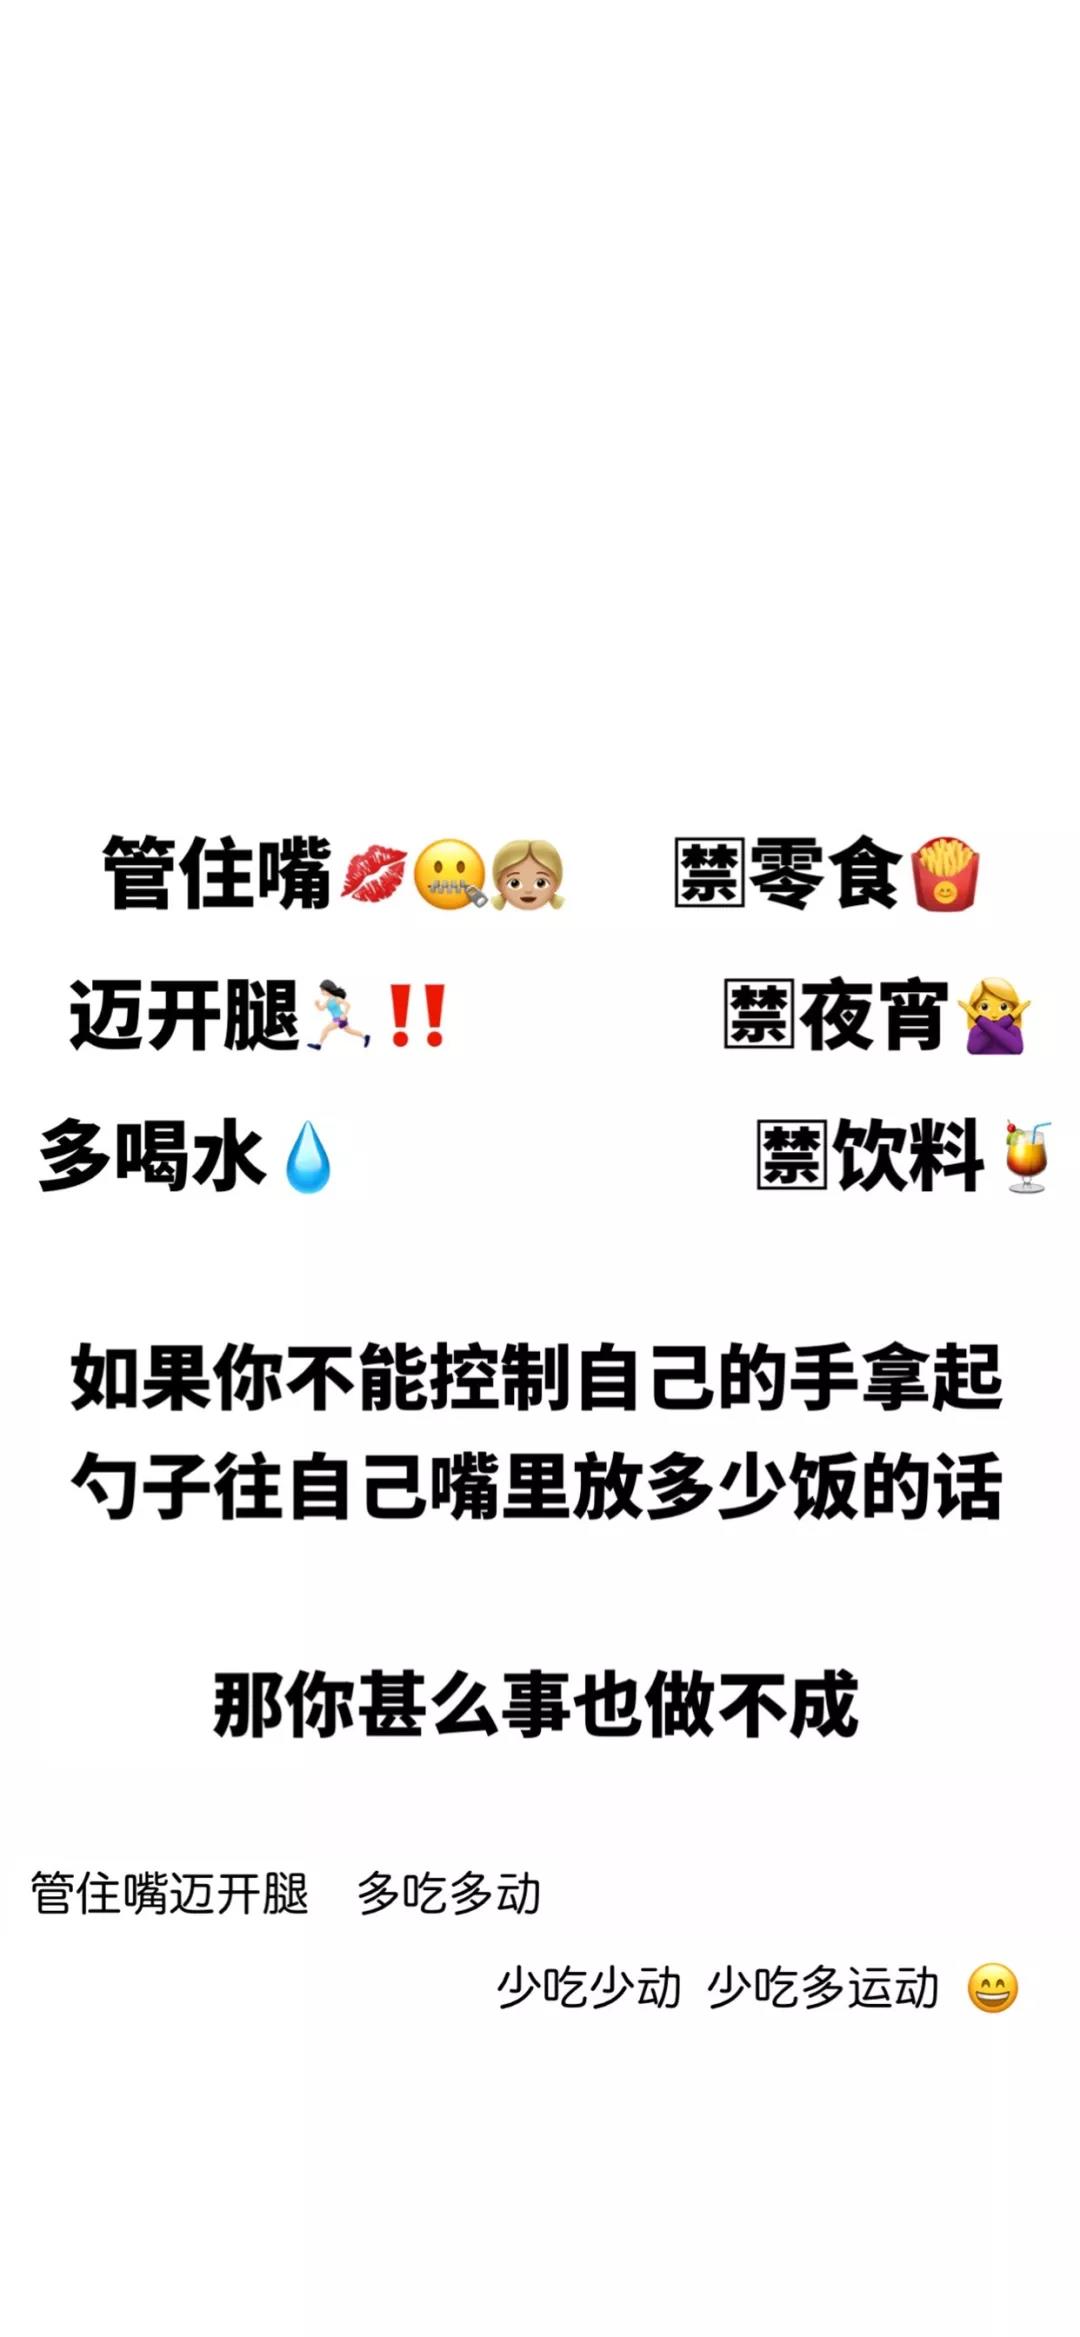 管住嘴💋🤐👧🏼 🈲零食🍟
迈开腿🏃🏻‍♀️‼️ 🈲夜宵🙅‍♀️
多喝水💧 🈲饮料🍹
如果你不能控制自己的手拿起
勺子往自己嘴里放多少饭的话
那你甚么事也做不成
管住嘴迈开腿 多吃多动
少吃少动 少吃多运动 😄